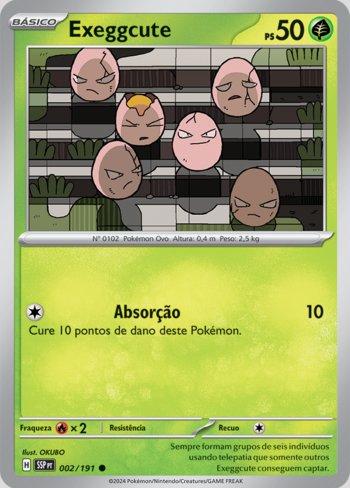 BÁSICO
Exeggcute
PS 50
Nº 0102 Pokémon Ovo Altura: 0,4 m Peso: 2,5 kg
Absorção 10
Cure 10 pontos de dano deste Pokémon.
Fraqueza × 2 Resistência Recuo
Ilust. OKUBO
H SSP PT 002/191
Sempre formam grupos de seis indivíduos
usando telepatia que somente outros
Exeggcute conseguem captar.
©2024 Pokémon/Nintendo/Creatures/GAME FREAK